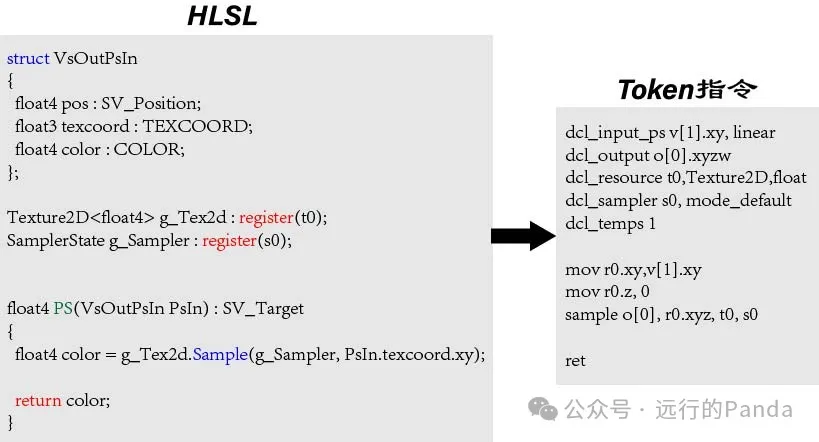 HLSL
struct VsOutPsIn
{
float4 pos : SV_Position;
float3 texcoord : TEXCOORD;
float4 color : COLOR;
};
Texture2D<float4> g_Tex2d : register(t0);
SamplerState g_Sampler : register(s0);
float4 PS(VsOutPsIn PsIn) : SV_Target
{
float4 color = g_Tex2d.Sample(g_Sampler, PsIn.texcoord.xy);
return color;
}
Token指令
dcl_input_ps v[1].xy, linear
dcl_output o[0].xyzw
dcl_resource t0,Texture2D,float
dcl_sampler s0, mode_default
dcl_temps 1
mov r0.xy,v[1].xy
mov r0.z, 0
sample o[0], r0.xyz, t0, s0
ret
公众号 · 远行的Panda